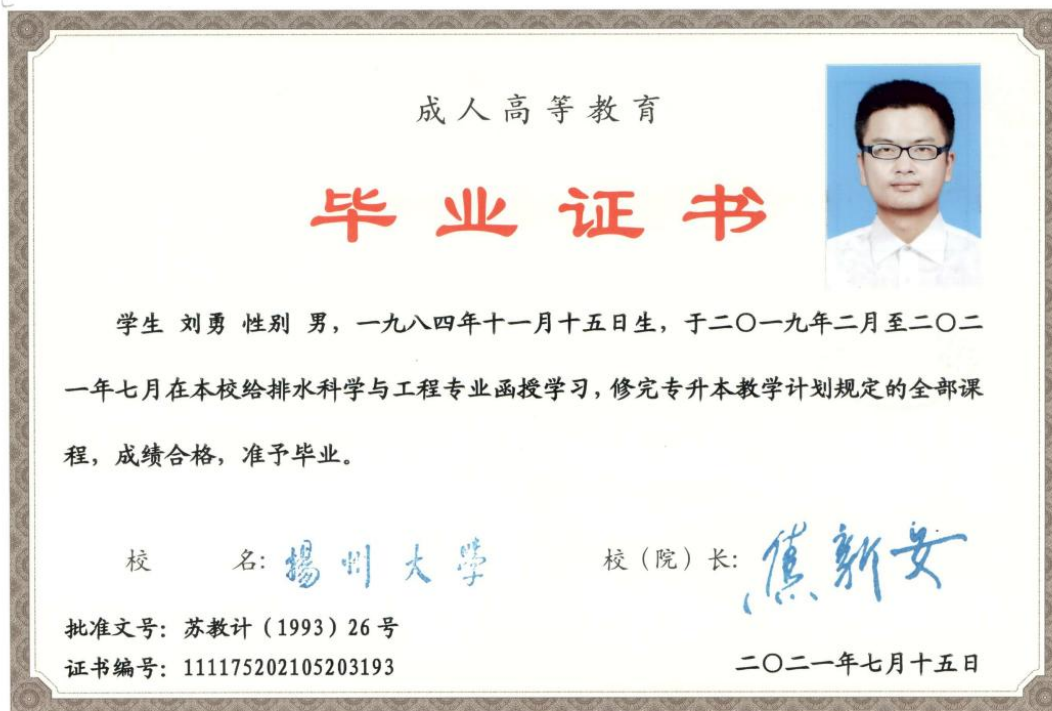 成人高等教育
毕业证书
学生 刘勇 性别 男，一九八四年十一月十五日生，于二〇一九年二月至二〇二
一年七月在本校给排水科学与工程专业函授学习，修完专升本教学计划规定的全部课
程，成绩合格，准予毕业。
校 名：揚州大學 校（院）长：焦新安
批准文号：苏教计（1993）26号
证书编号：111175202105203193 二〇二一年七月十五日